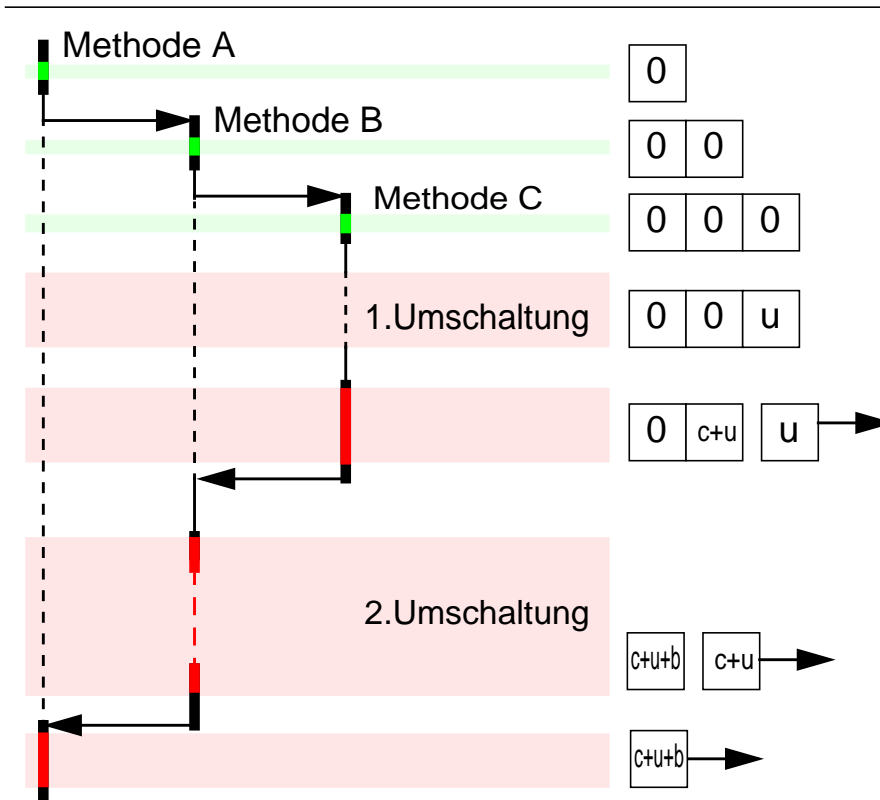 Methode A
0
Methode B
0 0
Methode C
0 0 0
1.Umschaltung
0 0 u
0 c+u u
2.Umschaltung
c+u+b c+u
c+u+b